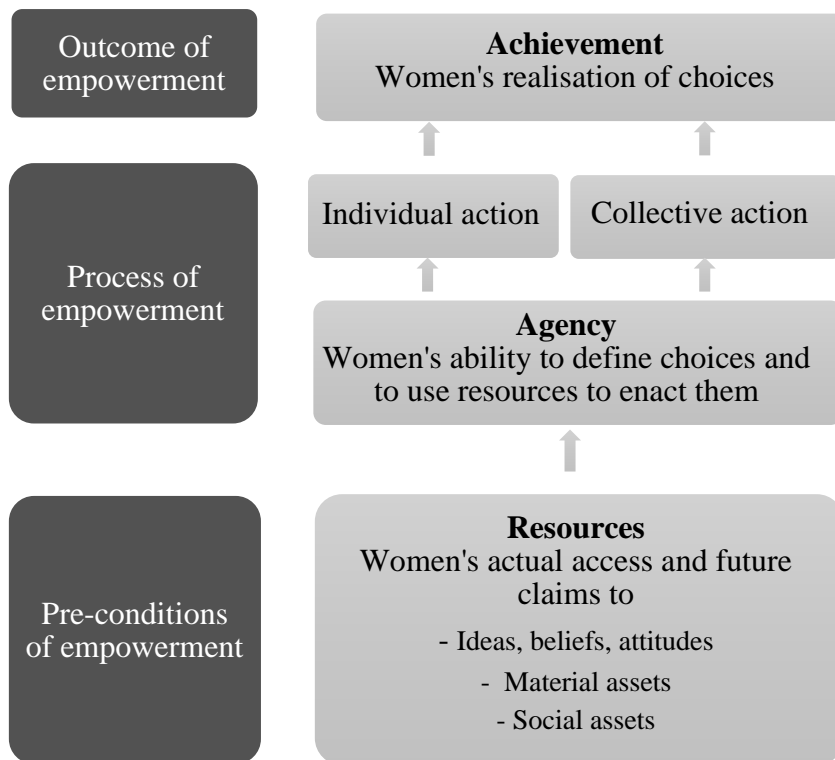 Outcome of
empowerment
Achievement
Women's realisation of choices
Process of
empowerment
Individual action
Collective action
Agency
Women's ability to define choices and
to use resources to enact them
Pre-conditions
of empowerment
Resources
Women's actual access and future
claims to
- Ideas, beliefs, attitudes
- Material assets
- Social assets